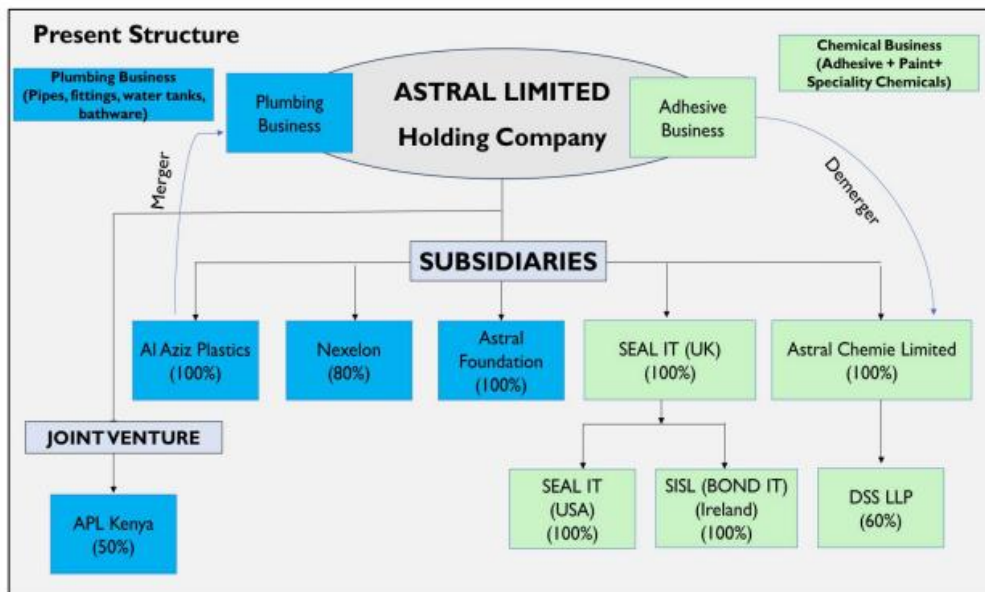 Present Structure
Plumbing Business
(Pipes, fittings, water tanks,
bathware)
Plumbing
Business
ASTRAL LIMITED
Holding Company
Adhesive
Business
Chemical Business
(Adhesive + Paint+
Speciality Chemicals)
Merger
Demerger
SUBSIDIARIES
Al Aziz Plastics
(100%)
Nexelon
(80%)
Astral
Foundation
(100%)
SEAL IT (UK)
(100%)
Astral Chemie Limited
(100%)
JOINT VENTURE
APL Kenya
(50%)
SEAL IT
(USA)
(100%)
SISL (BOND IT)
(Ireland)
(100%)
DSS LLP
(60%)